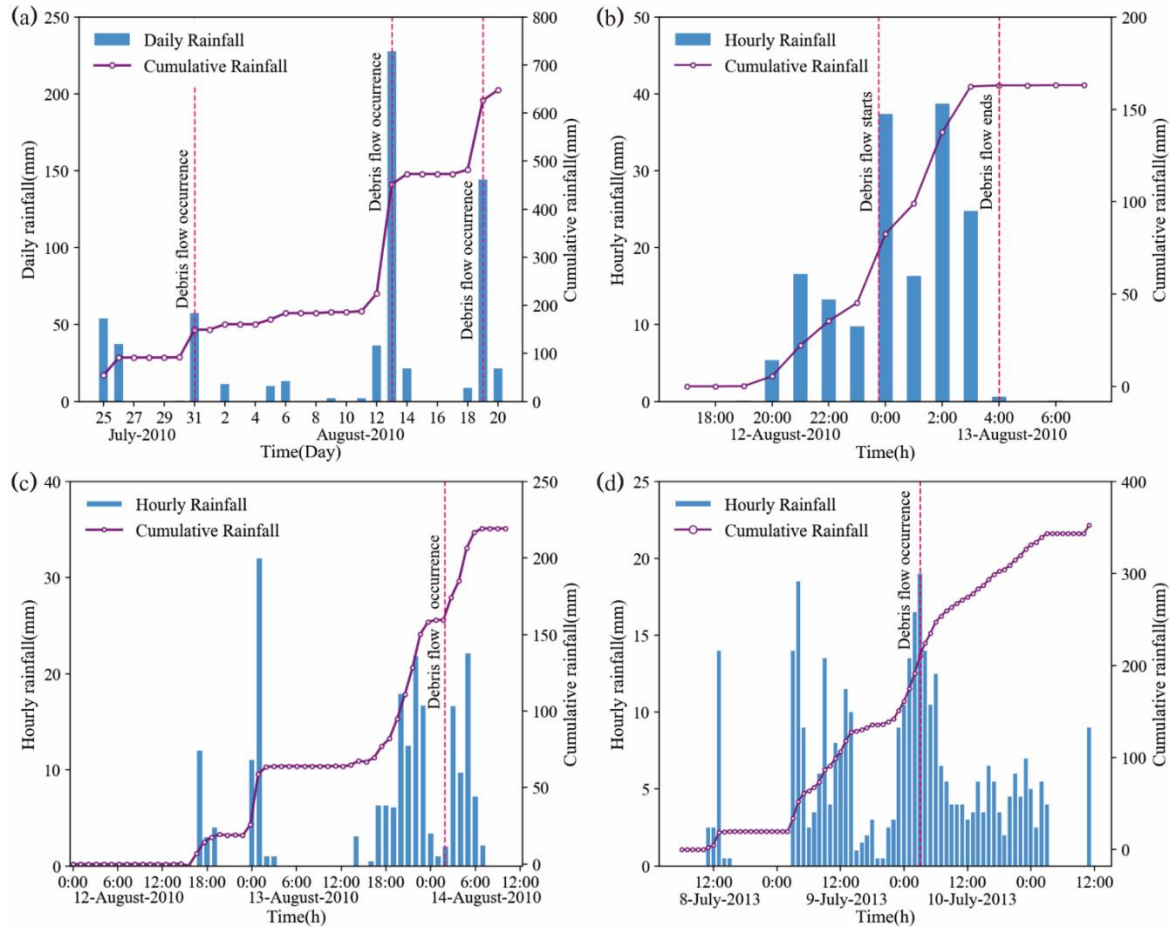 (a)
250
200
150
100
50
0
Daily rainfall(mm)
800
700
600
500
400
300
200
100
0
Cumulative rainfall(mm)
Daily Rainfall
Cumulative Rainfall
Debris flow occurrence
Debris flow occurrence
Debris flow occurrence
25 27 29 31 2 4 6 8 10 12 14 16 18 20
July-2010 August-2010
Time(Day)
(b)
50
40
30
20
10
0
Hourly rainfall(mm)
200
150
100
50
0
Cumulative rainfall(mm)
Hourly Rainfall
Cumulative Rainfall
Debris flow starts
Debris flow ends
18:00 20:00 22:00 0:00 2:00 4:00 6:00
12-August-2010 13-August-2010
Time(h)
(c)
40
30
20
10
0
Hourly rainfall(mm)
250
200
150
100
50
0
Cumulative rainfall(mm)
Hourly Rainfall
Cumulative Rainfall
Debris flow occurrence
0:00 6:00 12:00 18:00 0:00 6:00 12:00 18:00 0:00 6:00 12:00
12-August-2010 13-August-2010 14-August-2010
Time(h)
(d)
25
20
15
10
5
0
Hourly rainfall(mm)
400
300
200
100
0
Cumulative rainfall(mm)
Hourly Rainfall
Cumulative Rainfall
Debris flow occurrence
12:00 0:00 12:00 0:00 12:00 0:00 12:00
8-July-2013 9-July-2013 10-July-2013
Time(h)